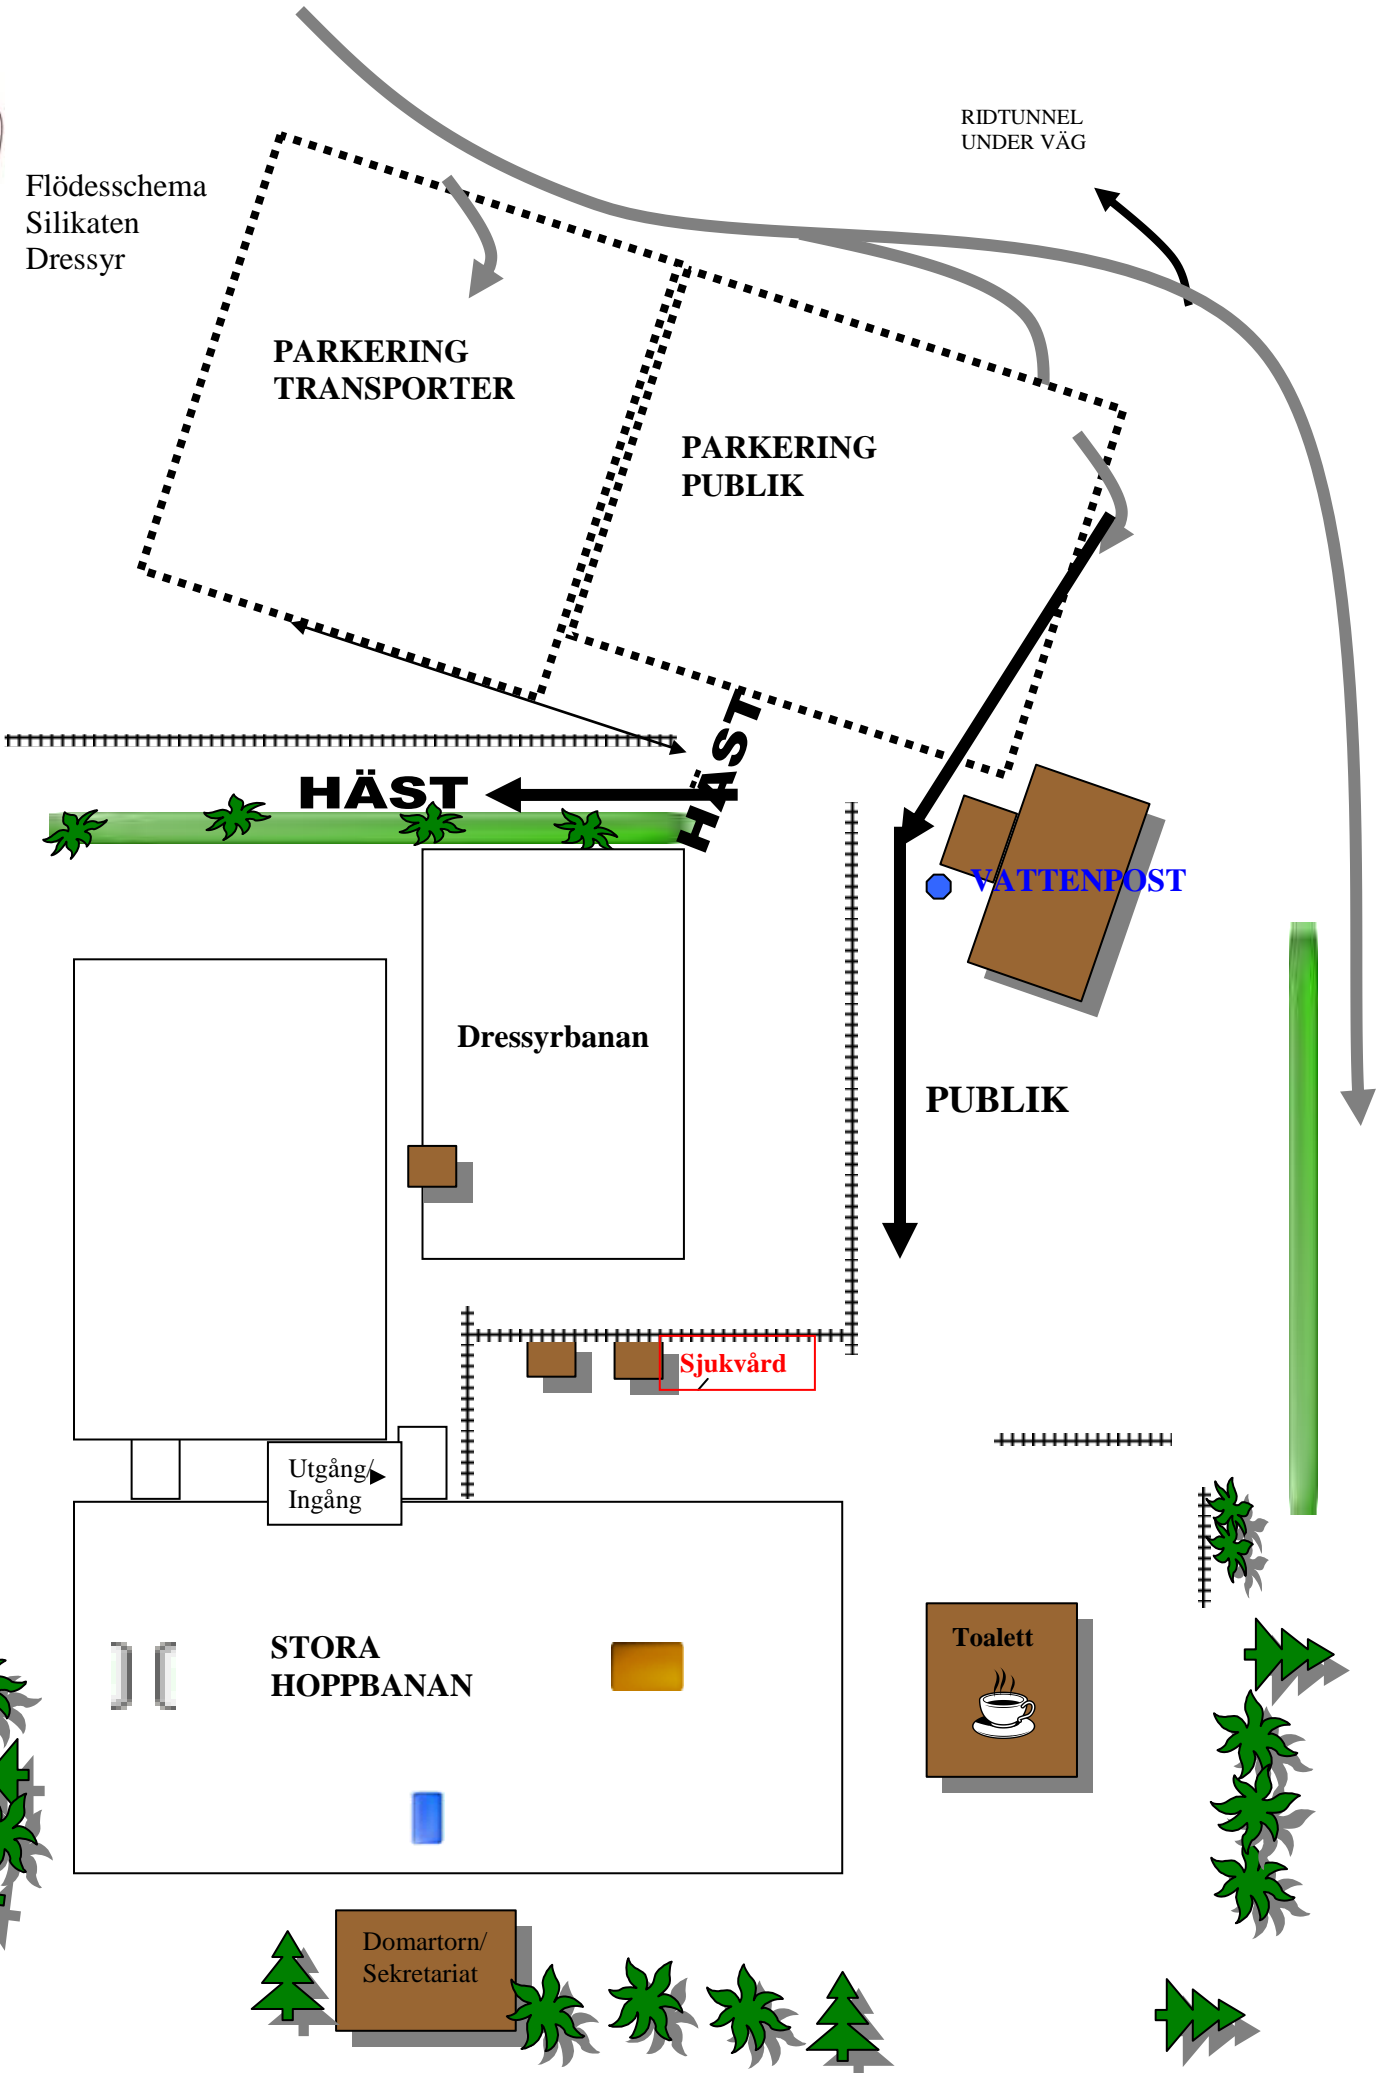 RIDTUNNEL
UNDER VÄG
Flödesschema
Silikaten
Dressyr
PARKERING
TRANSPORTER
PARKERING
PUBLIK
HÄST
HÄST
VATTENPOST
Dressyrbanan
PUBLIK
Sjukvård
Utgång/
Ingång
STORA
HOPPBANAN
Toalett
Domartorn/
Sekretariat